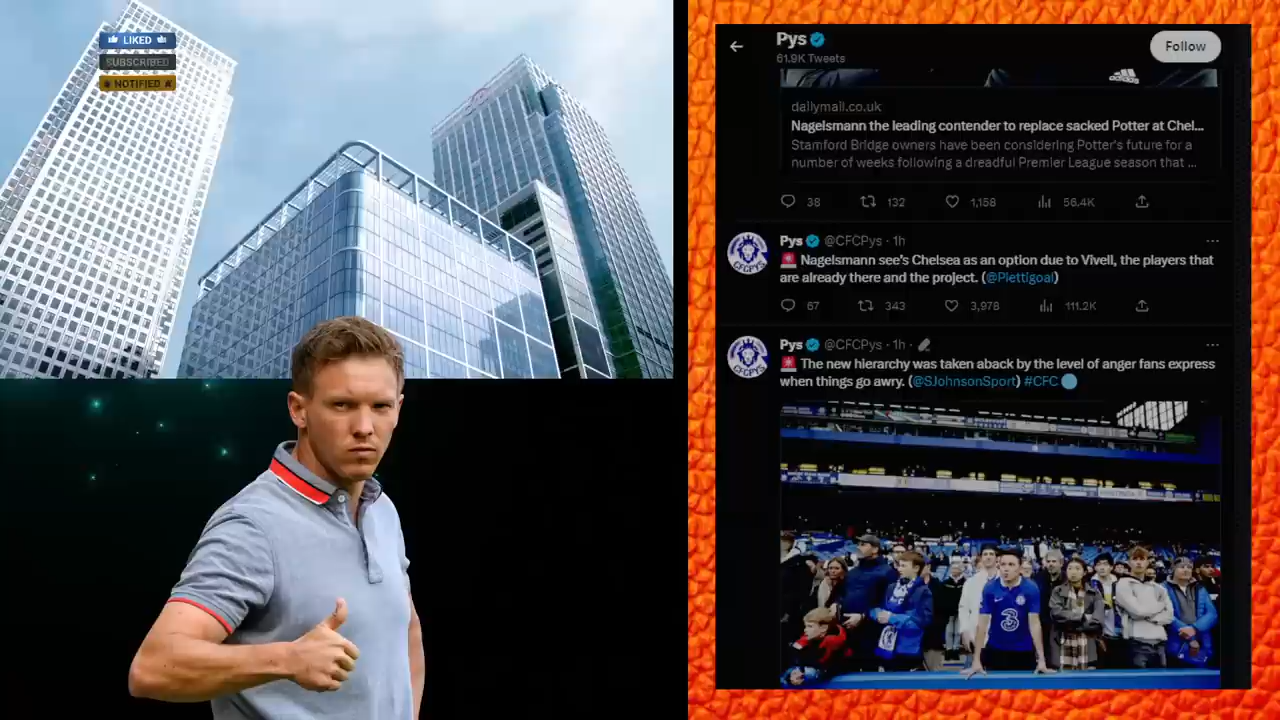 LIKED
SUBSCRIBED
NOTIFIED
Pys
61.9K Tweets
Follow
dailymail.co.uk
Nagelsmann the leading contender to replace sacked Potter at Chel...
Stamford Bridge owners have been considering Potter's future for a
number of weeks following a dreadful Premier League season that ...
38 132 1,158 56.4K
Pys @CFCPys · 1h
Nagelsmann see's Chelsea as an option due to Vivell, the players that
are already there and the project. (@Plettigoal)
67 343 3,978 111.2K
Pys @CFCPys · 1h ·
The new hierarchy was taken aback by the level of anger fans express
when things go awry. (@SJohnsonSport) #CFC
CFCPYS
CFCPYS
3